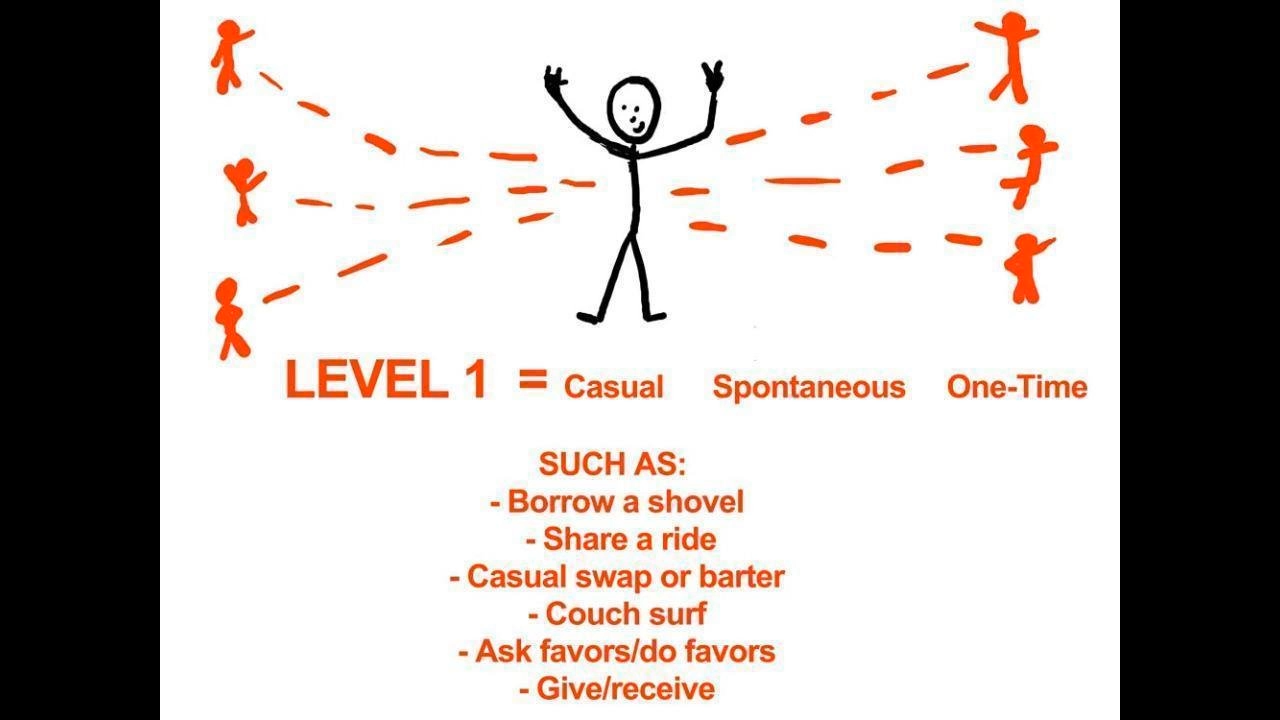 LEVEL 1 = Casual Spontaneous One-Time
SUCH AS:
- Borrow a shovel
- Share a ride
- Casual swap or barter
- Couch surf
- Ask favors/do favors
- Give/receive